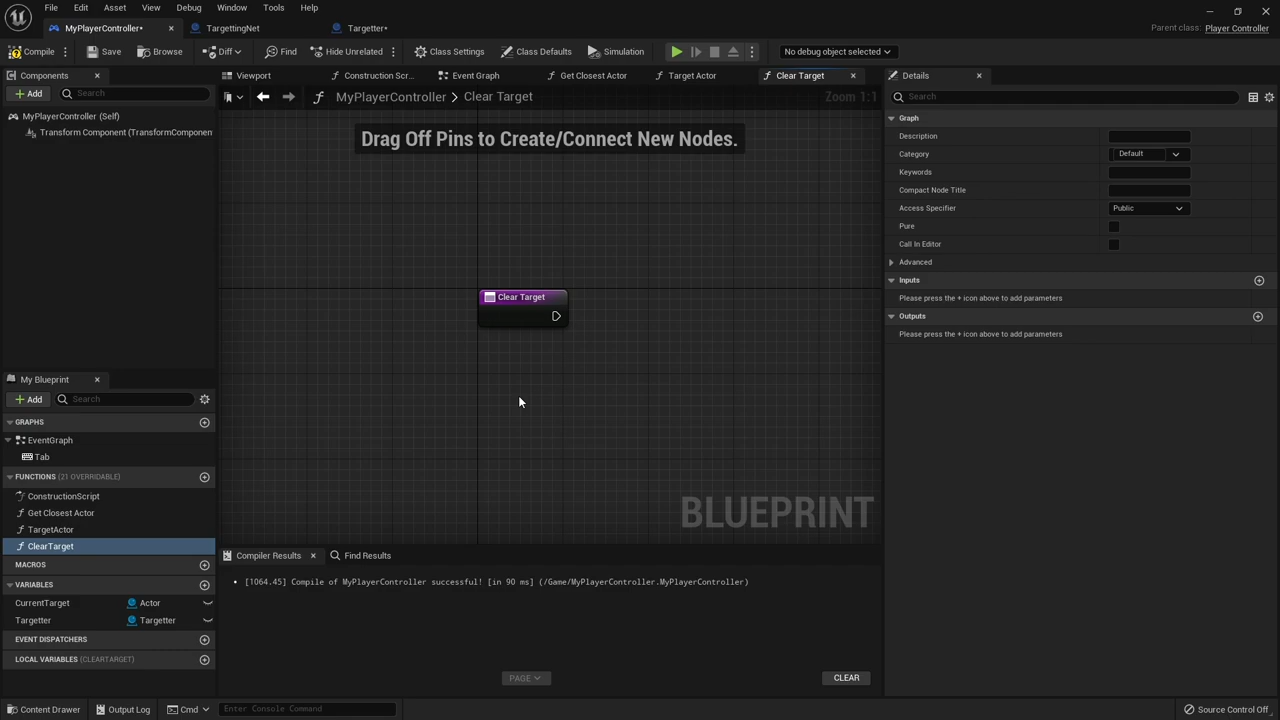 File Edit Asset View Debug Window Tools Help
MyPlayerController* TargettingNet Targetter*
Parent class: Player Controller
Compile Save Browse Diff Find Hide Unrelated Class Settings Class Defaults Simulation No debug object selected
Components
Add Search
MyPlayerController (Self)
Transform Component (TransformComponen
Viewport Construction Scr... Event Graph Get Closest Actor Target Actor Clear Target
MyPlayerController > Clear Target
Zoom 1:1
Drag Off Pins to Create/Connect New Nodes.
Clear Target
BLUEPRINT
Details
Search
Graph
Description
Category Default
Keywords
Compact Node Title
Access Specifier Public
Pure
Call In Editor
Advanced
Inputs
Please press the + icon above to add parameters
Outputs
Please press the + icon above to add parameters
My Blueprint
Add Search
GRAPHS
EventGraph
Tab
FUNCTIONS (21 OVERRIDABLE)
ConstructionScript
Get Closest Actor
TargetActor
ClearTarget
MACROS
VARIABLES
CurrentTarget Actor
Targetter Targetter
EVENT DISPATCHERS
LOCAL VARIABLES (CLEARTARGET)
Compiler Results Find Results
[1064.45] Compile of MyPlayerController successful! [in 90 ms] (/Game/MyPlayerController.MyPlayerController)
PAGE CLEAR
Content Drawer Output Log Cmd Enter Console Command Source Control Off